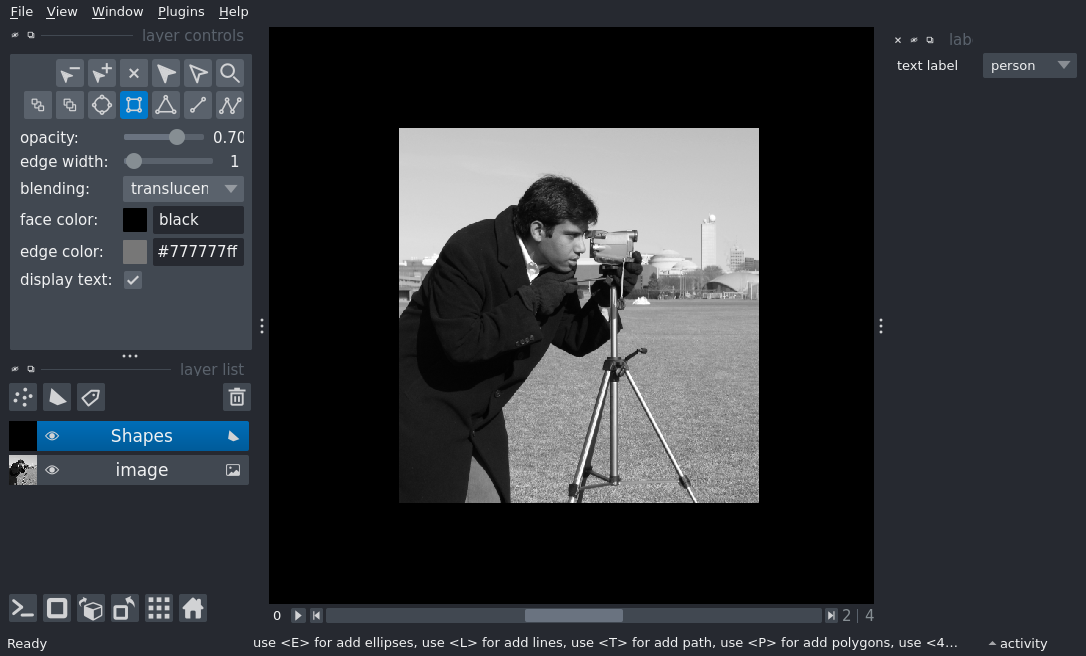 File View Window Plugins Help
layer controls
opacity: 0.70
edge width: 1
blending: translucen
face color: black
edge color: #777777ff
display text:
layer list
Shapes
image
lab
text label person
0 2 | 4
Ready use <E> for add ellipses, use <L> for add lines, use <T> for add path, use <P> for add polygons, use <4... activity